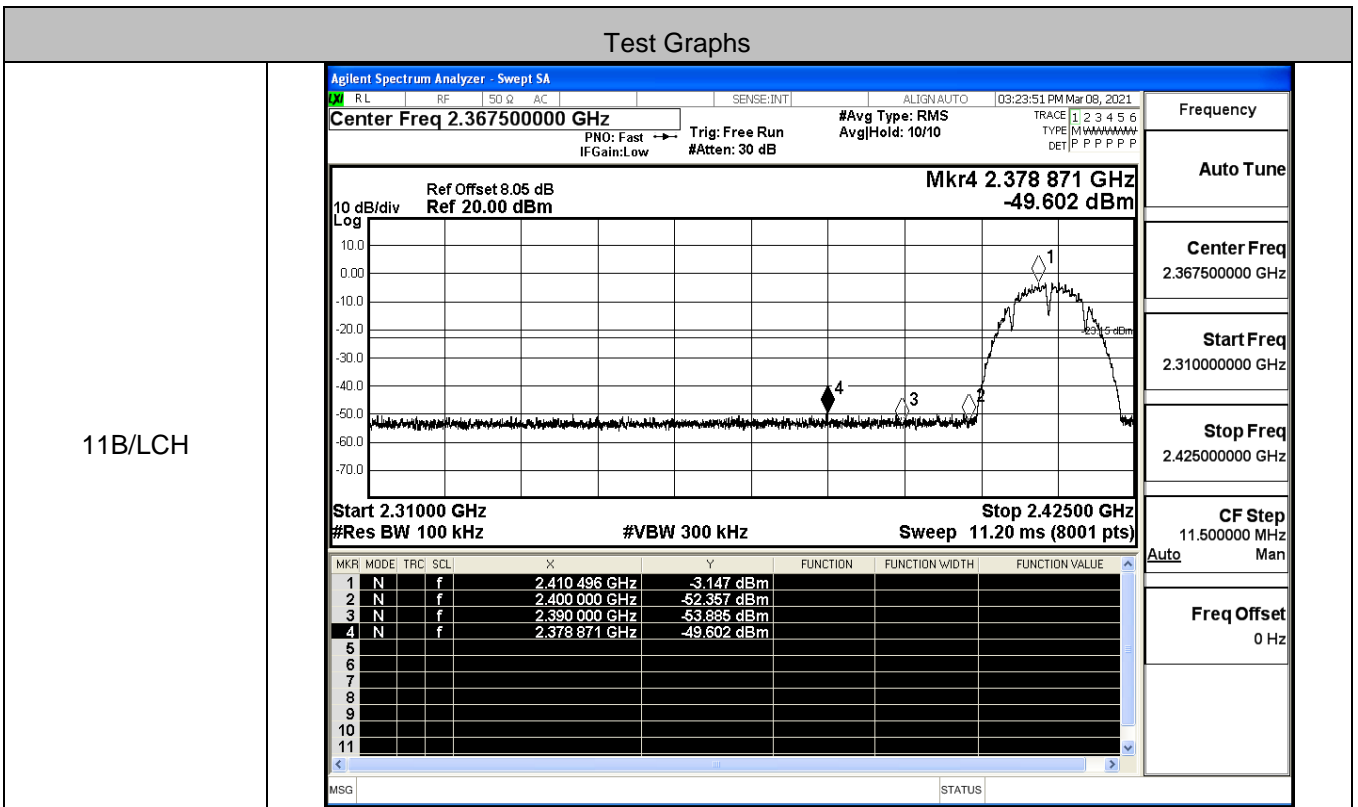 Test Graphs
11B/LCH
Agilent Spectrum Analyzer - Swept SA
LXI RL RF 50 Ω AC SENSE:INT ALIGN AUTO 03:23:51 PM Mar 08, 2021
Center Freq 2.367500000 GHz
#Avg Type: RMS
TRACE 1 2 3 4 5 6
PNO: Fast
Trig: Free Run
Avg|Hold: 10/10
TYPE M W W W W W
IFGain:Low
#Atten: 30 dB
DET P P P P P P
Mkr4 2.378 871 GHz
-49.602 dBm
Ref Offset 8.05 dB
10 dB/div Ref 20.00 dBm
Log
10.0
0.00
-10.0
-20.0
-30.0
-40.0
-50.0
-60.0
-70.0
1
-23.15 dBm
4
3
2
Start 2.31000 GHz Stop 2.42500 GHz
#Res BW 100 kHz #VBW 300 kHz Sweep 11.20 ms (8001 pts)
MKR MODE TRC SCL X Y FUNCTION FUNCTION WIDTH FUNCTION VALUE
1 N f 2.410 496 GHz -3.147 dBm
2 N f 2.400 000 GHz -52.357 dBm
3 N f 2.390 000 GHz -53.885 dBm
4 N f 2.378 871 GHz -49.602 dBm
5
6
7
8
9
10
11
MSG STATUS
Frequency
Auto Tune
Center Freq
2.367500000 GHz
Start Freq
2.310000000 GHz
Stop Freq
2.425000000 GHz
CF Step
11.500000 MHz
Auto Man
Freq Offset
0 Hz